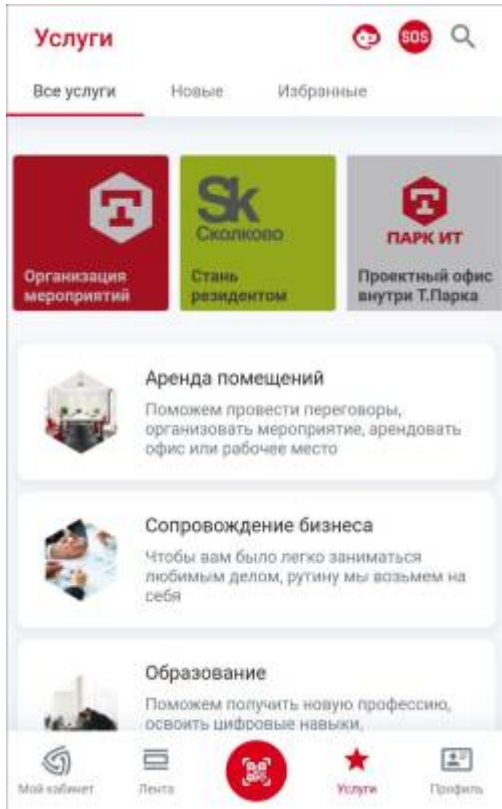 Услуги
SOS
Все услуги
Новые
Избранные
Организация
мероприятий
Sk
Сколково
Стань
резидентом
ПАРК ИТ
Проектный офис
внутри Т.Парка
Аренда помещений
Поможем провести переговоры,
организовать мероприятие, арендовать
офис или рабочее место
Сопровождение бизнеса
Чтобы вам было легко заниматься
любимым делом, рутину мы возьмем на
себя
Образование
Поможем получить новую профессию,
освоить цифровые навыки,
Мой кабинет
Лента
Услуги
Профиль